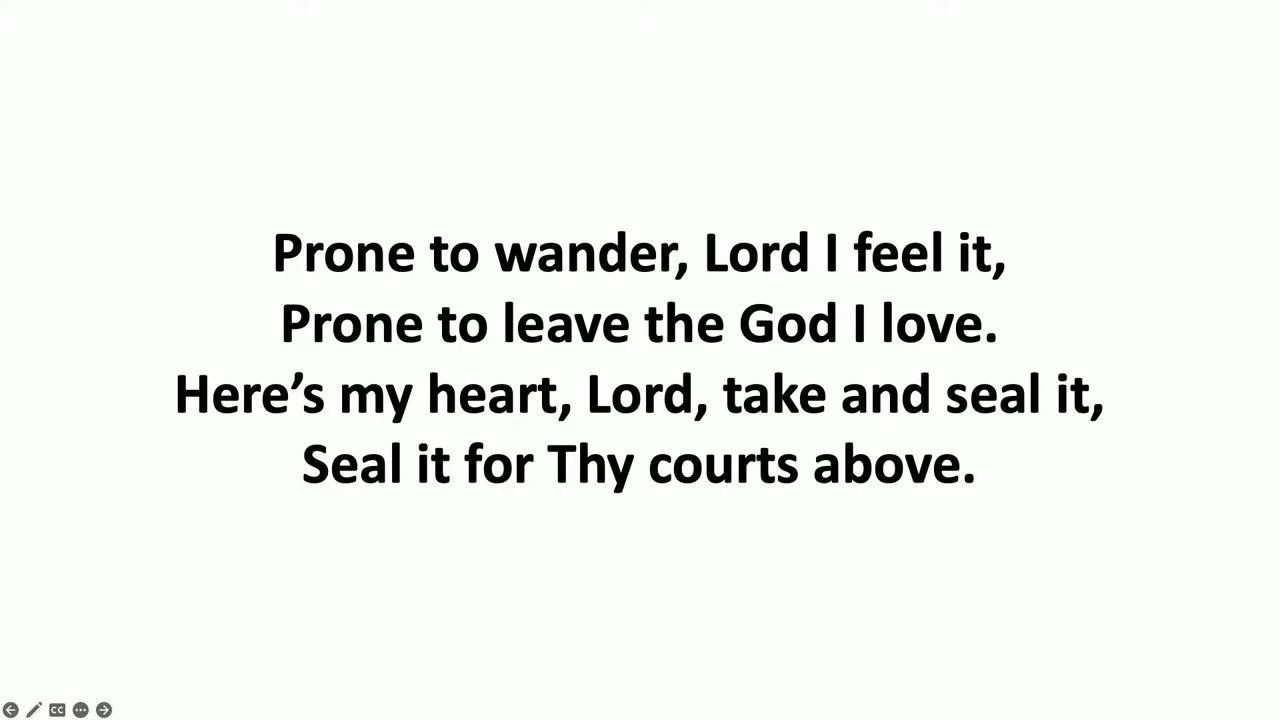 Prone to wander, Lord I feel it,
Prone to leave the God I love.
Here’s my heart, Lord, take and seal it,
Seal it for Thy courts above.
CC